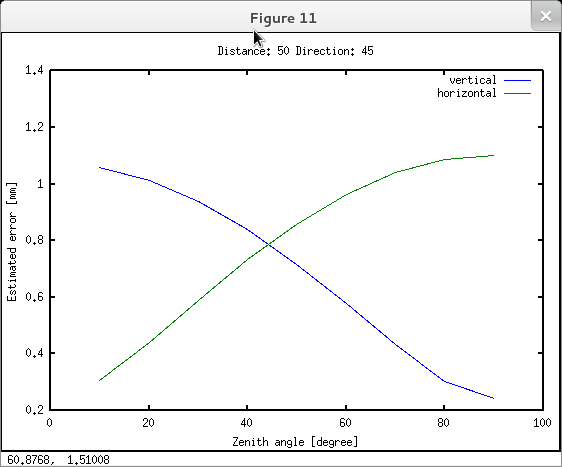 Figure 11
Distance: 50 Direction: 45
vertical
horizontal
1.4
1.2
1
0.8
0.6
0.4
0.2
Estimated error [mm]
0 20 40 60 80 100
Zenith angle [degree]
60.8768, 1.51008